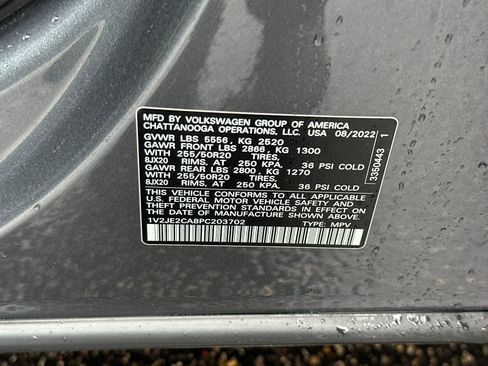 MFD BY VOLKSWAGEN GROUP OF AMERICA
CHATTANOOGA OPERATIONS, LLC. USA 08/2022
GVWR LBS 5556, KG 2520
GAWR FRONT LBS 2866, KG 1300
WITH 255/50R20 TIRES,
8JX20 RIMS, AT 250 KPA. 36 PSI COLD
GAWR REAR LBS 2800, KG 1270
WITH 255/50R20 TIRES,
8JX20 RIMS, AT 250 KPA. 36 PSI COLD
THIS VEHICLE CONFORMS TO ALL APPLICABLE
U.S. FEDERAL MOTOR VEHICLE SAFETY AND
THEFT PREVENTION STANDARDS IN EFFECT ON
THE DATE OF MANUFACTURE SHOWN ABOVE.
1V2JE2CA8PC203702 TYPE: MPV
3350443 1